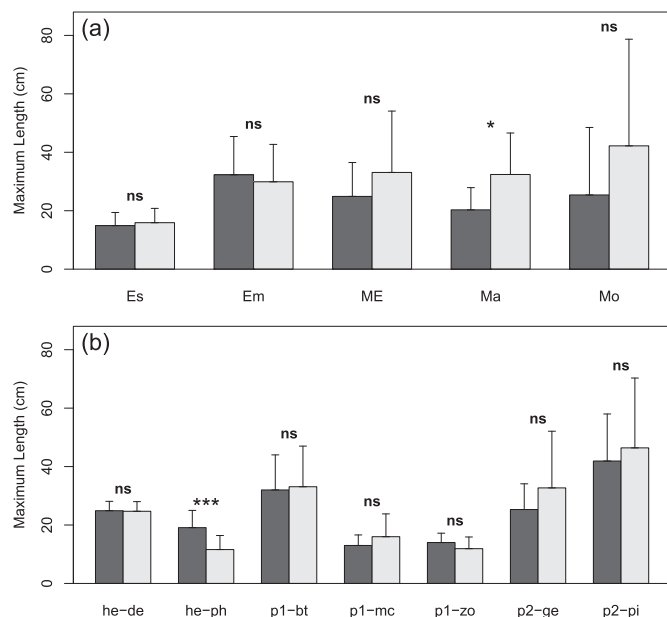 (a)
Maximum Length (cm)
80
60
40
20
0
ns
ns
ns
*
ns
Es Em ME Ma Mo
(b)
Maximum Length (cm)
80
60
40
20
0
ns
***
ns
ns
ns
ns
ns
he−de he−ph p1−bt p1−mc p1−zo p2−ge p2−pi